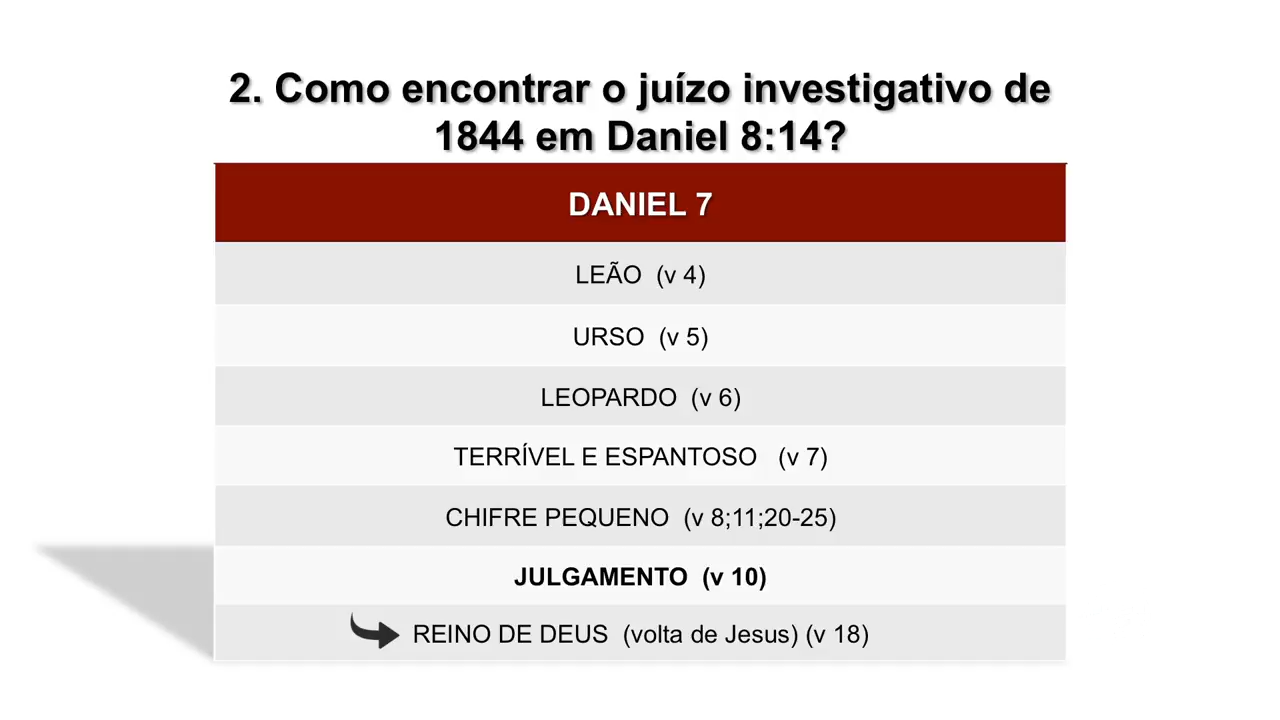 2. Como encontrar o juízo investigativo de
1844 em Daniel 8:14?
DANIEL 7
LEÃO (v 4)
URSO (v 5)
LEOPARDO (v 6)
TERRÍVEL E ESPANTOSO (v 7)
CHIFRE PEQUENO (v 8;11;20-25)
JULGAMENTO (v 10)
REINO DE DEUS (volta de Jesus) (v 18)